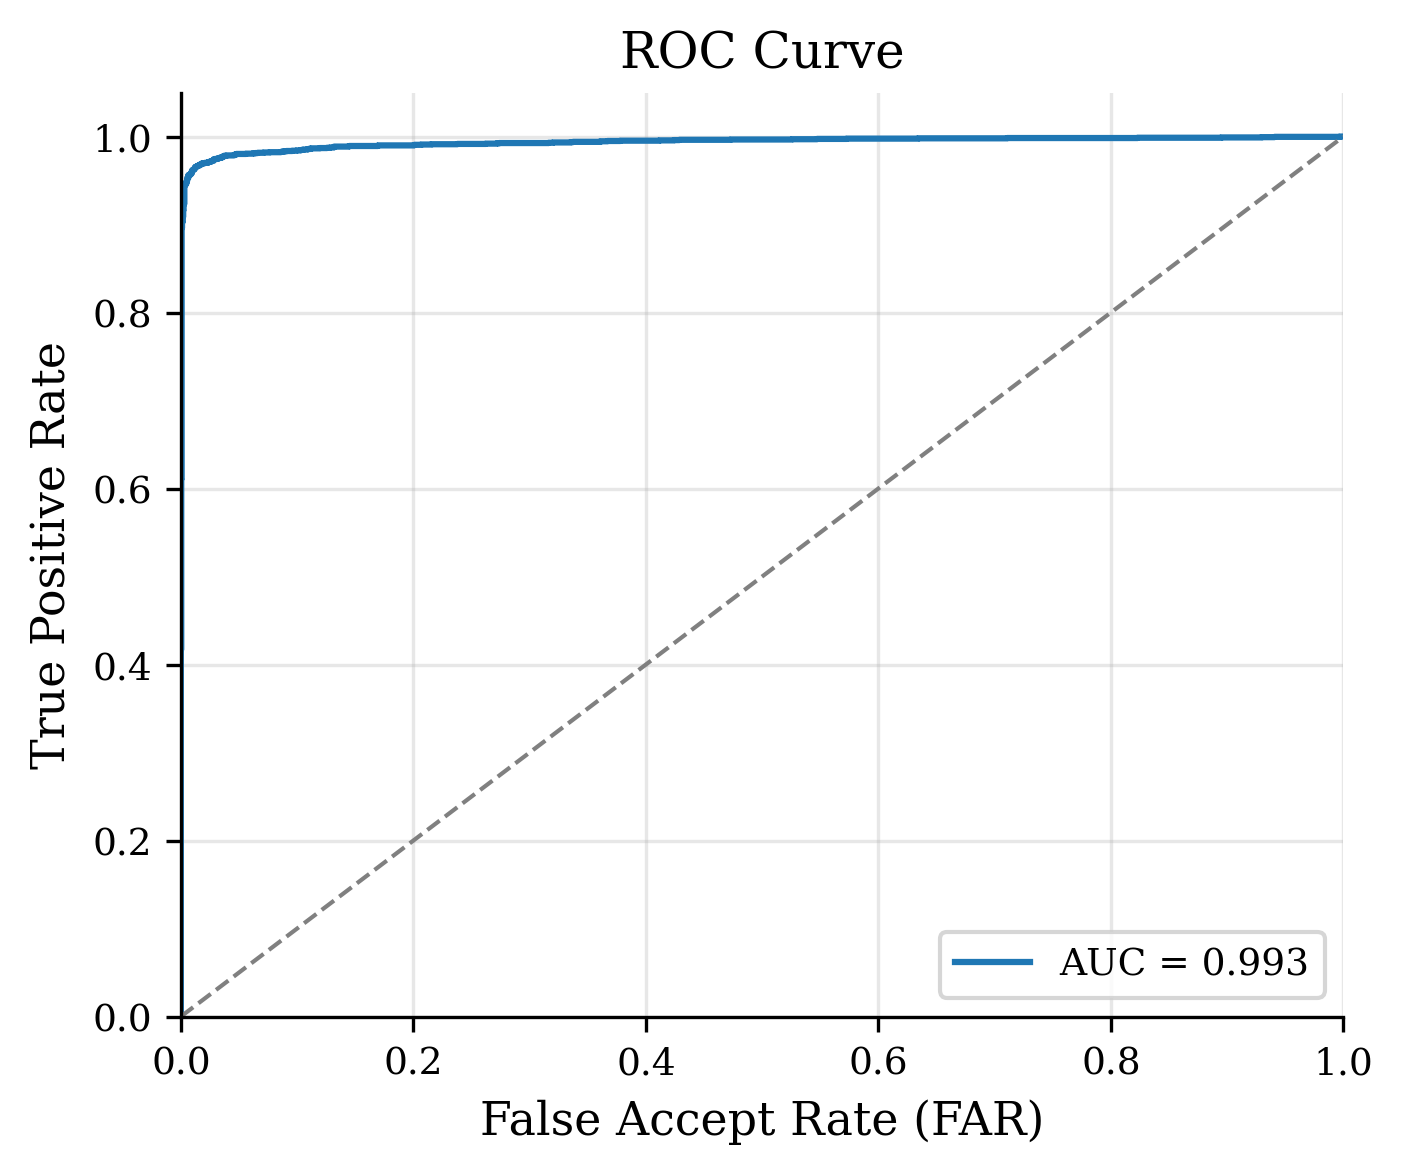 ROC Curve
True Positive Rate
1.0
0.8
0.6
0.4
0.2
0.0
0.0 0.2 0.4 0.6 0.8 1.0
False Accept Rate (FAR)
AUC = 0.993